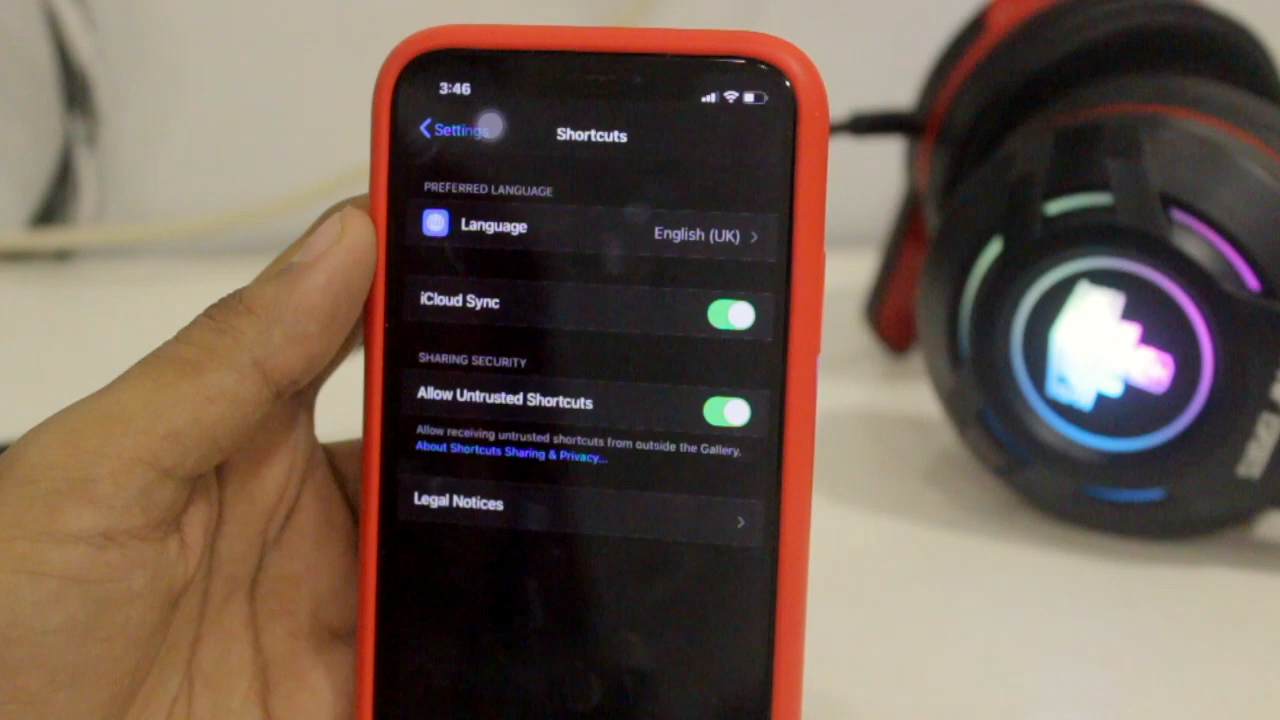 3:46
Settings
Shortcuts
PREFERRED LANGUAGE
Language
English (UK)
iCloud Sync
SHARING SECURITY
Allow Untrusted Shortcuts
Allow receiving untrusted shortcuts from outside the Gallery.
About Shortcuts Sharing & Privacy...
Legal Notices